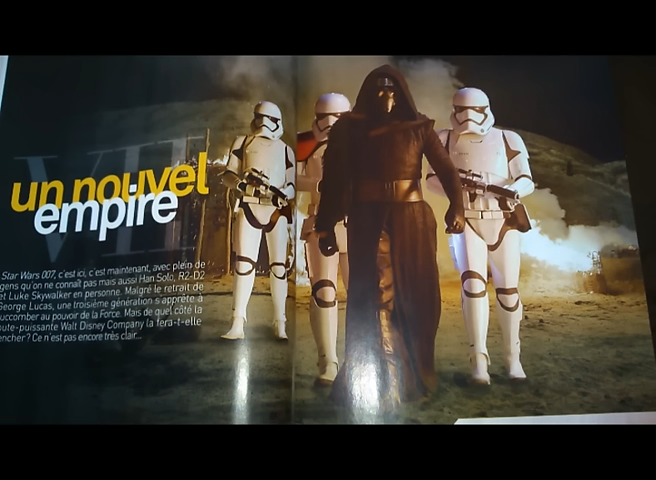 VII
un nouvel
empire
Star Wars 007, c'est ici, c'est maintenant, avec plein de
gens qu'on ne connaît pas mais aussi Han Solo, R2-D2
et Luke Skywalker en personne. Malgré le retrait de
George Lucas, une troisième génération s'apprête à
succomber au pouvoir de la Force. Mais de quel côté la
toute-puissante Walt Disney Company la fera-t-elle
pencher ? Ce n'est pas encore très clair...